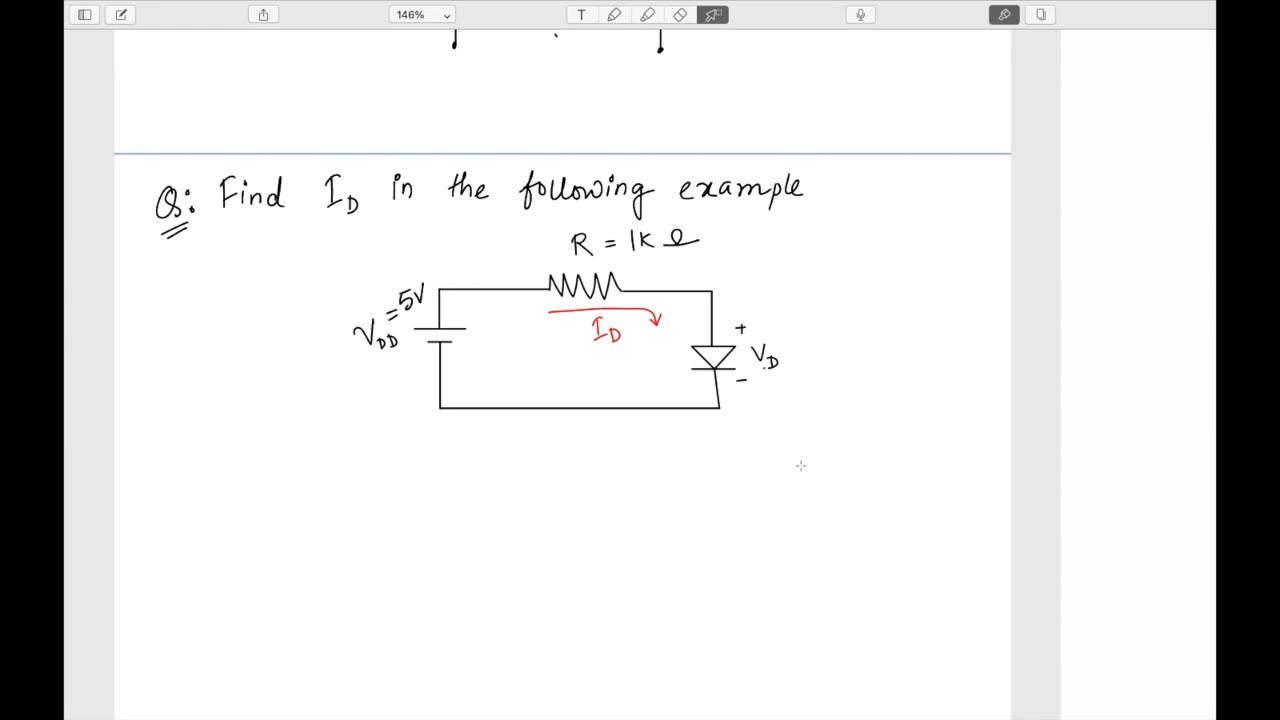 146%
T
Q: Find I_D in the following example
R = 1K Ω
V_DD = 5V
I_D
+
V_D
-